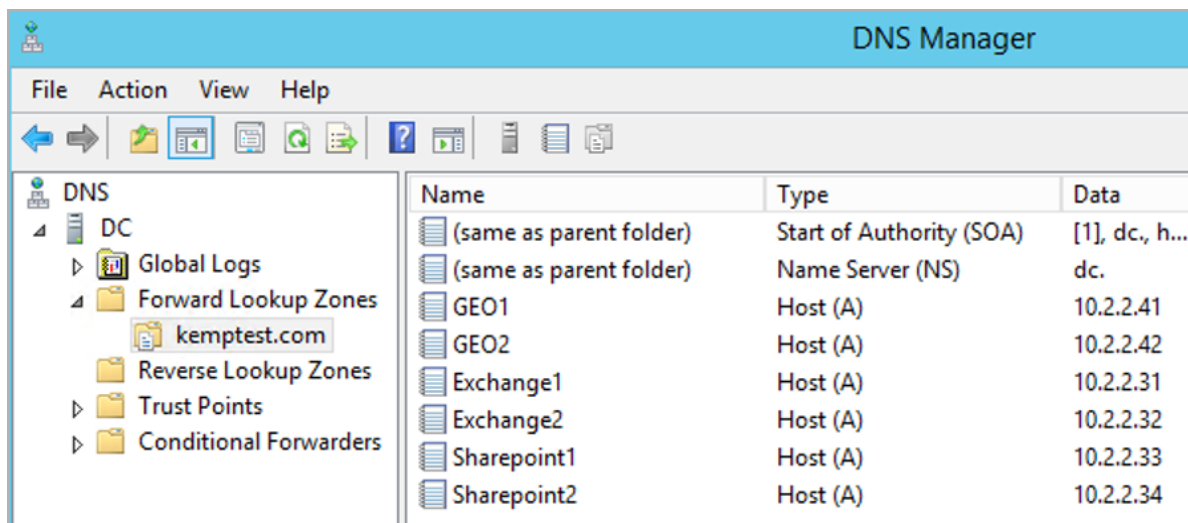 DNS Manager
File Action View Help
DNS
DC
Global Logs
Forward Lookup Zones
kemptest.com
Reverse Lookup Zones
Trust Points
Conditional Forwarders
Name Type Data
(same as parent folder) Start of Authority (SOA) [1], dc., h...
(same as parent folder) Name Server (NS) dc.
GEO1 Host (A) 10.2.2.41
GEO2 Host (A) 10.2.2.42
Exchange1 Host (A) 10.2.2.31
Exchange2 Host (A) 10.2.2.32
Sharepoint1 Host (A) 10.2.2.33
Sharepoint2 Host (A) 10.2.2.34